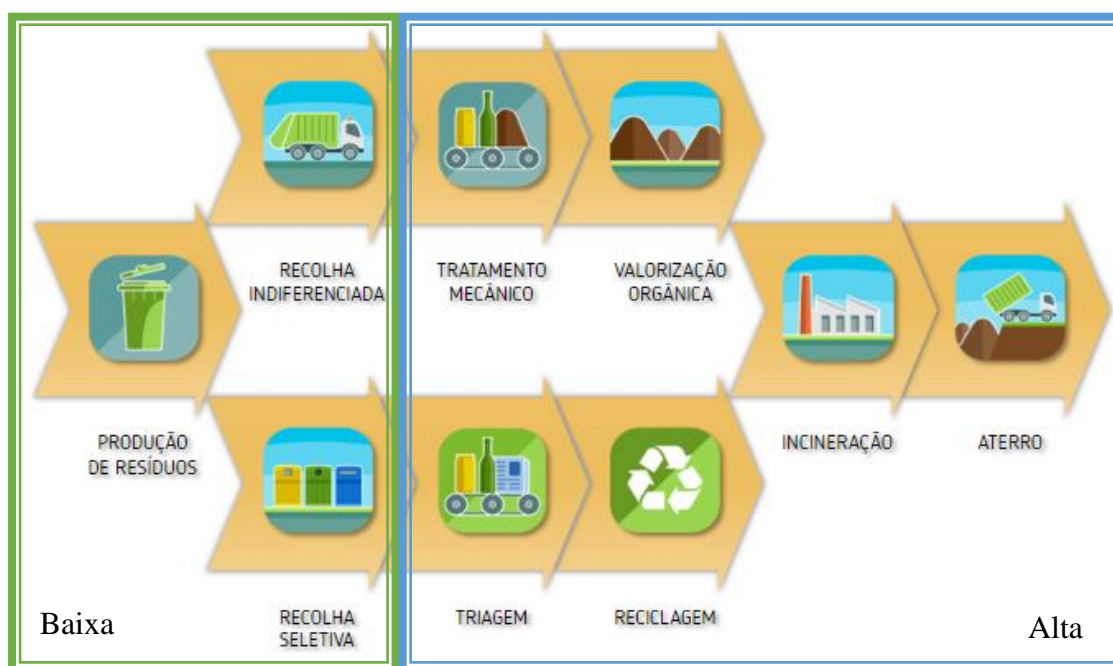 RECOLHA
INDIFERENCIADA
TRATAMENTO
MECÂNICO
VALORIZAÇÃO
ORGÂNICA
PRODUÇÃO
DE RESÍDUOS
INCINERAÇÃO
ATERRO
RECOLHA
SELETIVA
TRIAGEM
RECICLAGEM
Baixa
Alta